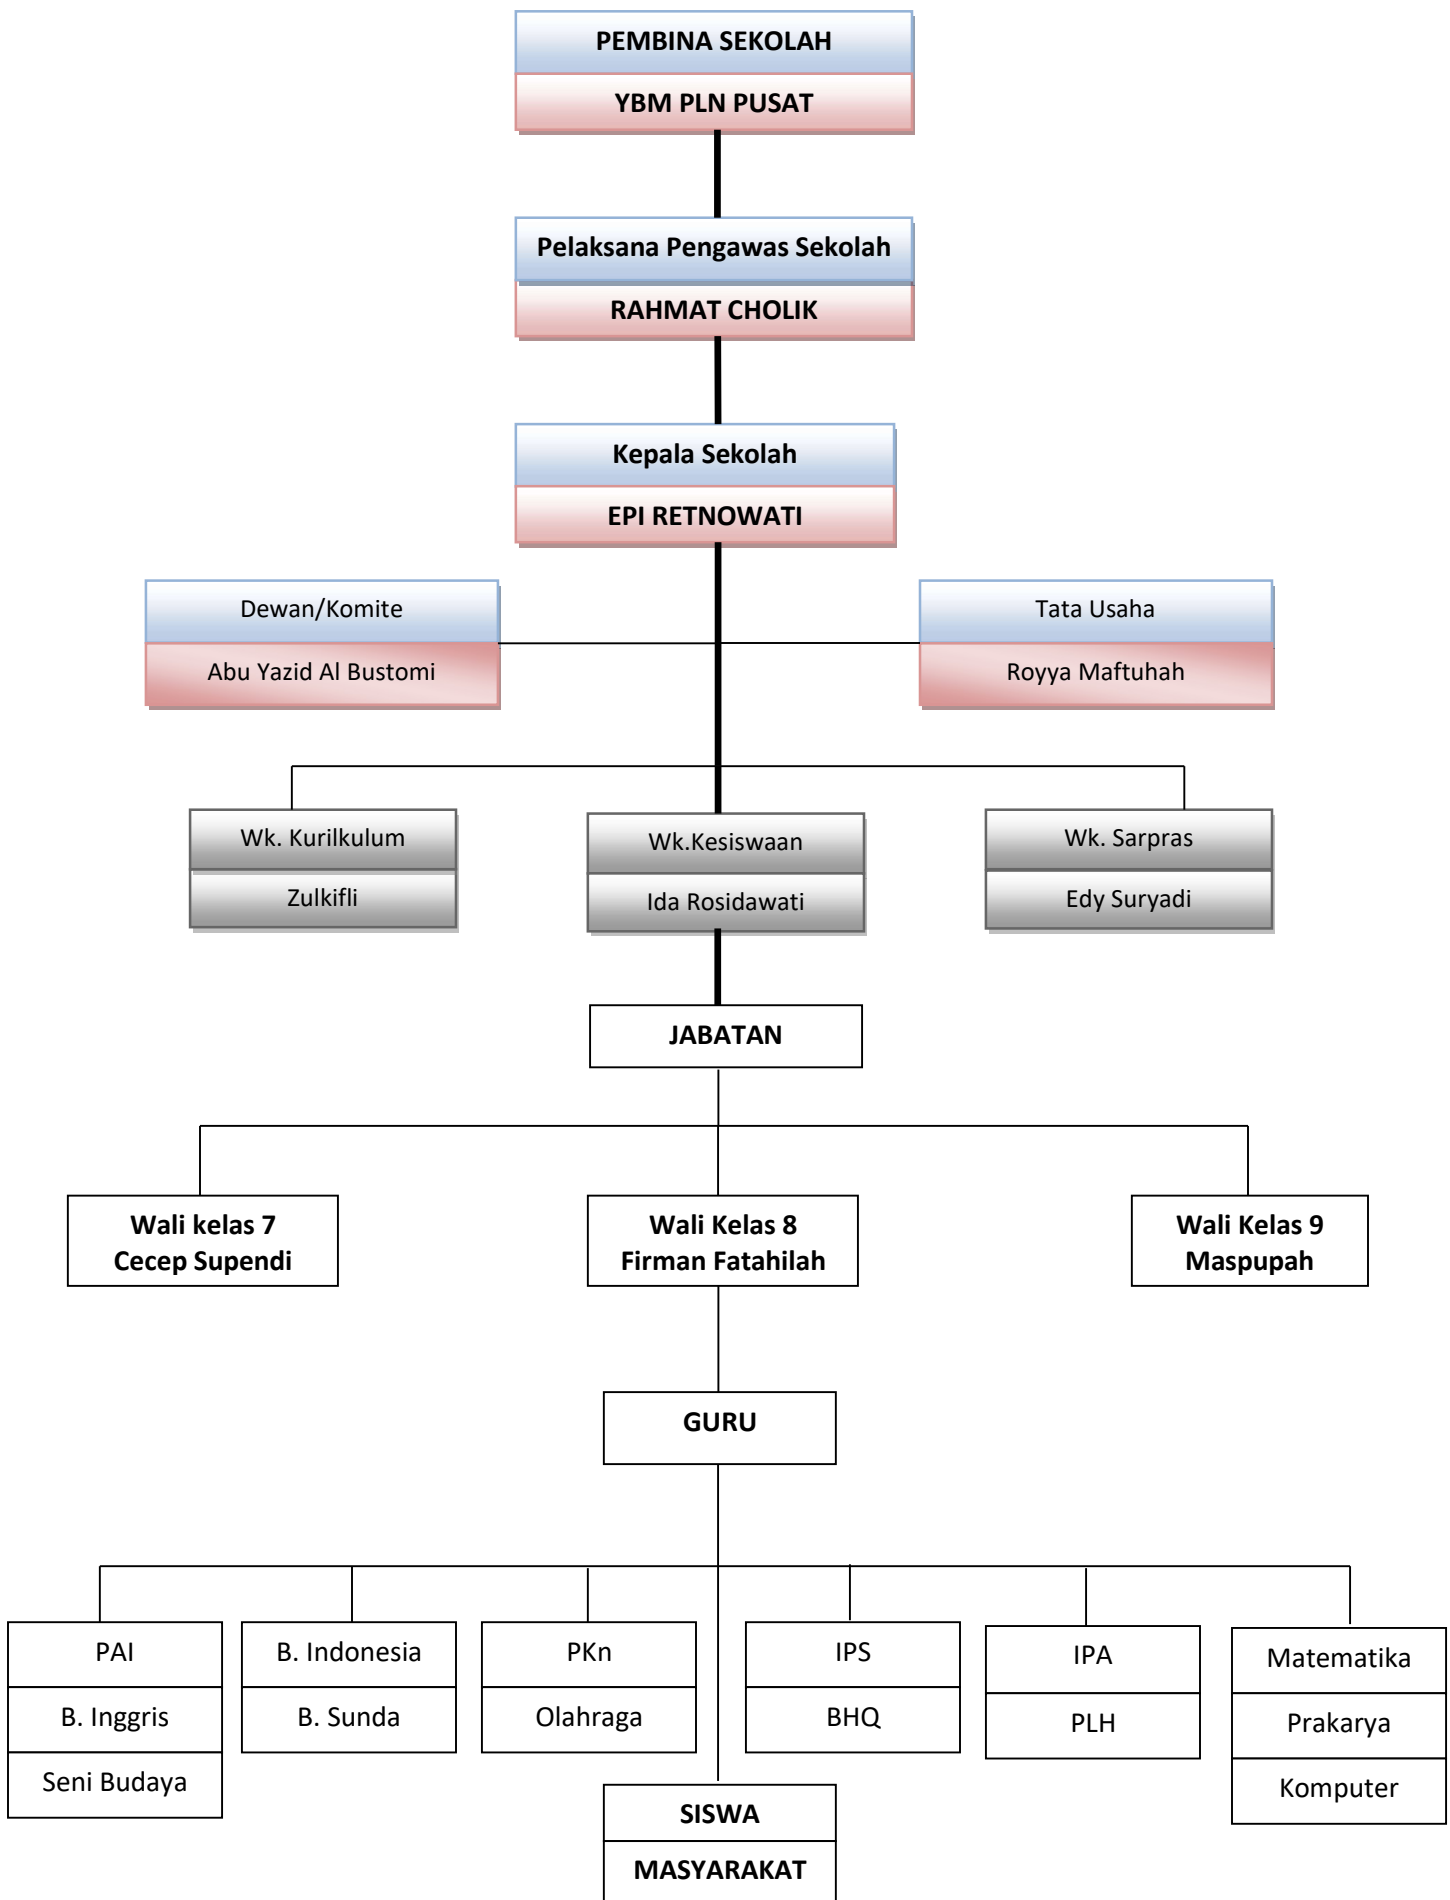 PEMBINA SEKOLAH
YBM PLN PUSAT
Pelaksana Pengawas Sekolah
RAHMAT CHOLIK
Kepala Sekolah
EPI RETNOWATI
Dewan/Komite
Abu Yazid Al Bustomi
Tata Usaha
Royya Maftuhah
Wk. Kurilkulum
Zulkifli
Wk.Kesiswaan
Ida Rosidawati
Wk. Sarpras
Edy Suryadi
JABATAN
Wali kelas 7
Cecep Supendi
Wali Kelas 8
Firman Fatahilah
Wali Kelas 9
Maspupah
GURU
PAI
B. Inggris
Seni Budaya
B. Indonesia
B. Sunda
PKn
Olahraga
IPS
BHQ
IPA
PLH
Matematika
Prakarya
Komputer
SISWA
MASYARAKAT